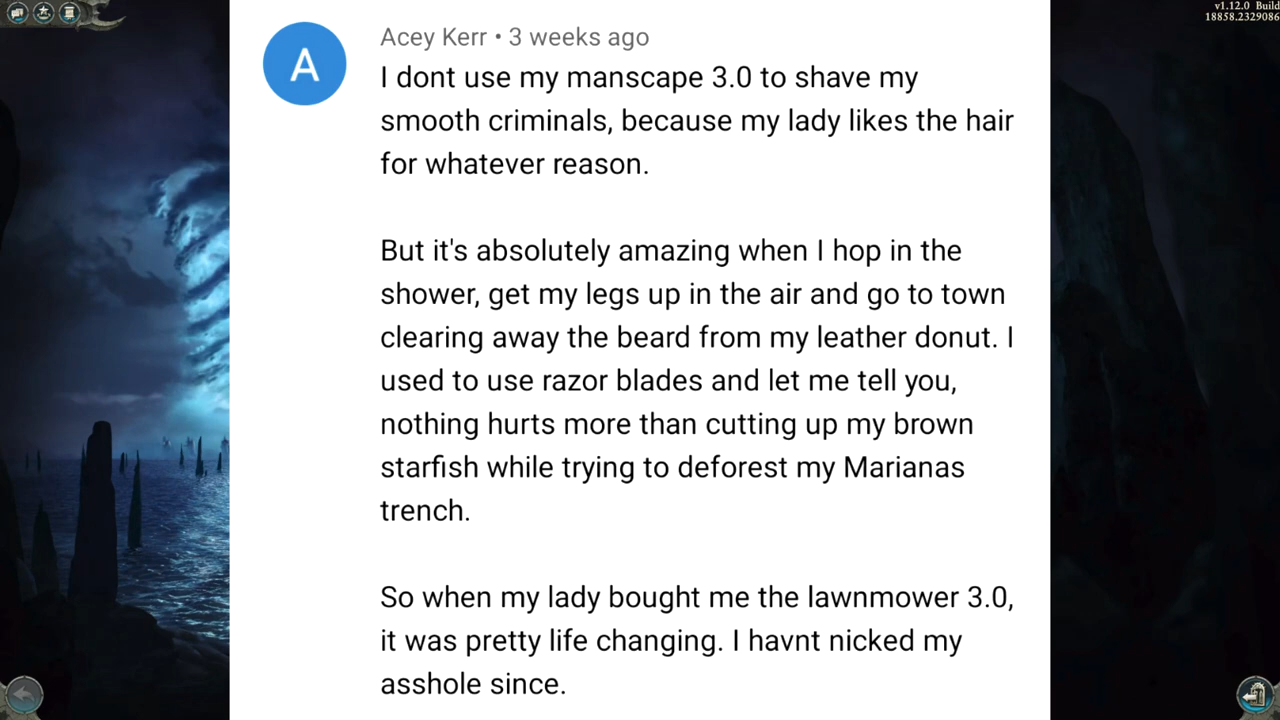 v1.12.0 Build
18858.2329086
A
Acey Kerr • 3 weeks ago
I dont use my manscape 3.0 to shave my
smooth criminals, because my lady likes the hair
for whatever reason.
But it's absolutely amazing when I hop in the
shower, get my legs up in the air and go to town
clearing away the beard from my leather donut. I
used to use razor blades and let me tell you,
nothing hurts more than cutting up my brown
starfish while trying to deforest my Marianas
trench.
So when my lady bought me the lawnmower 3.0,
it was pretty life changing. I havnt nicked my
asshole since.